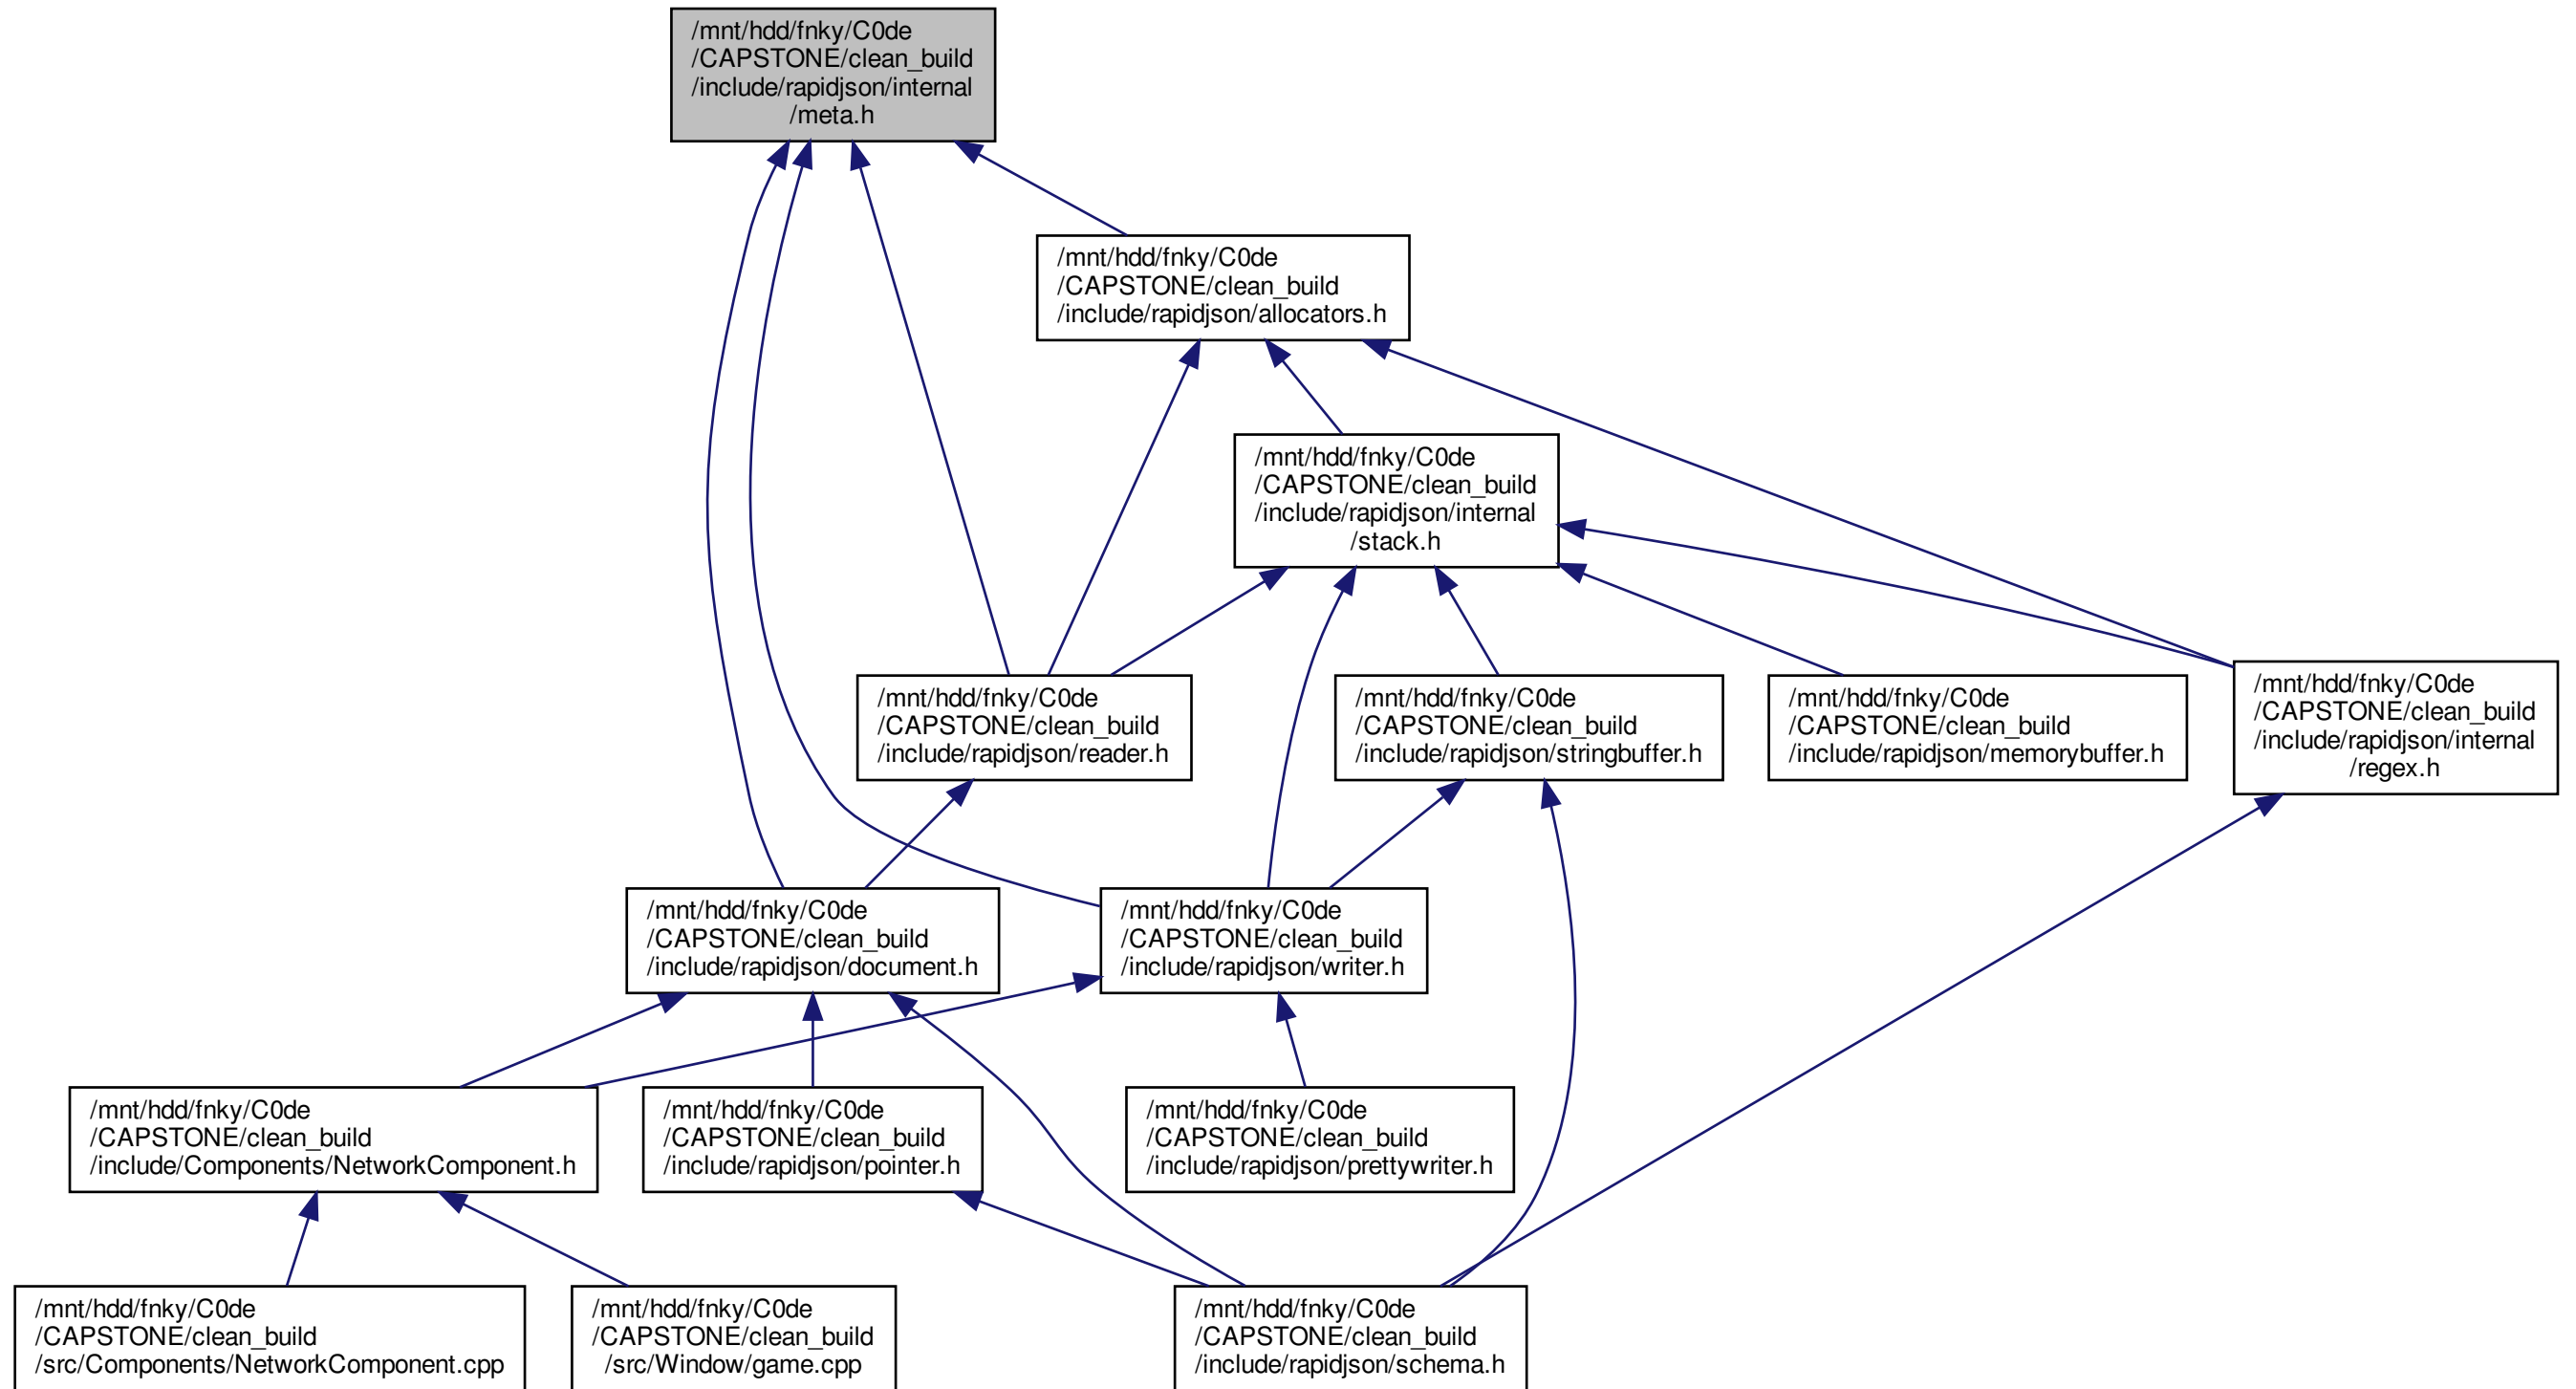 /mnt/hdd/fnky/C0de
/CAPSTONE/clean_build
/include/rapidjson/internal
/meta.h
/mnt/hdd/fnky/C0de
/CAPSTONE/clean_build
/include/rapidjson/allocators.h
/mnt/hdd/fnky/C0de
/CAPSTONE/clean_build
/include/rapidjson/internal
/stack.h
/mnt/hdd/fnky/C0de
/CAPSTONE/clean_build
/include/rapidjson/reader.h
/mnt/hdd/fnky/C0de
/CAPSTONE/clean_build
/include/rapidjson/stringbuffer.h
/mnt/hdd/fnky/C0de
/CAPSTONE/clean_build
/include/rapidjson/memorybuffer.h
/mnt/hdd/fnky/C0de
/CAPSTONE/clean_build
/include/rapidjson/internal
/regex.h
/mnt/hdd/fnky/C0de
/CAPSTONE/clean_build
/include/rapidjson/document.h
/mnt/hdd/fnky/C0de
/CAPSTONE/clean_build
/include/rapidjson/writer.h
/mnt/hdd/fnky/C0de
/CAPSTONE/clean_build
/include/Components/NetworkComponent.h
/mnt/hdd/fnky/C0de
/CAPSTONE/clean_build
/include/rapidjson/pointer.h
/mnt/hdd/fnky/C0de
/CAPSTONE/clean_build
/include/rapidjson/prettywriter.h
/mnt/hdd/fnky/C0de
/CAPSTONE/clean_build
/src/Components/NetworkComponent.cpp
/mnt/hdd/fnky/C0de
/CAPSTONE/clean_build
/src/Window/game.cpp
/mnt/hdd/fnky/C0de
/CAPSTONE/clean_build
/include/rapidjson/schema.h